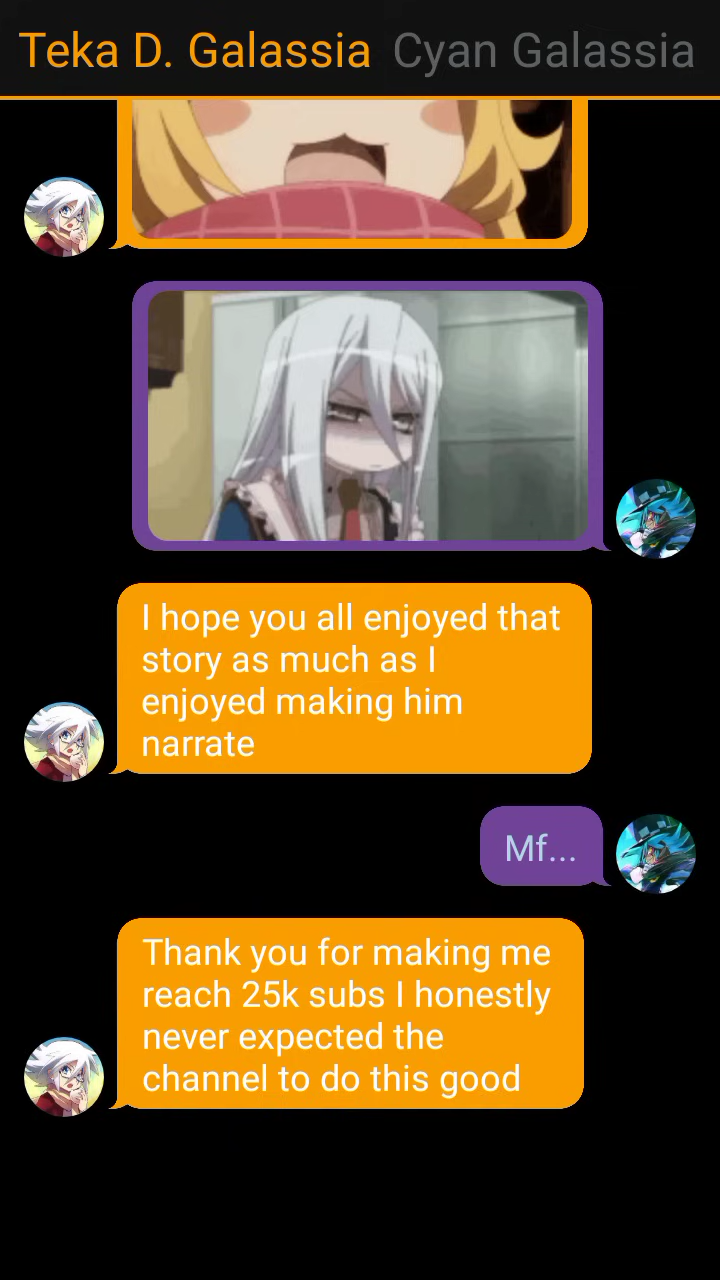 Teka D. Galassia Cyan Galassia
I hope you all enjoyed that
story as much as I
enjoyed making him
narrate
Mf...
Thank you for making me
reach 25k subs I honestly
never expected the
channel to do this good